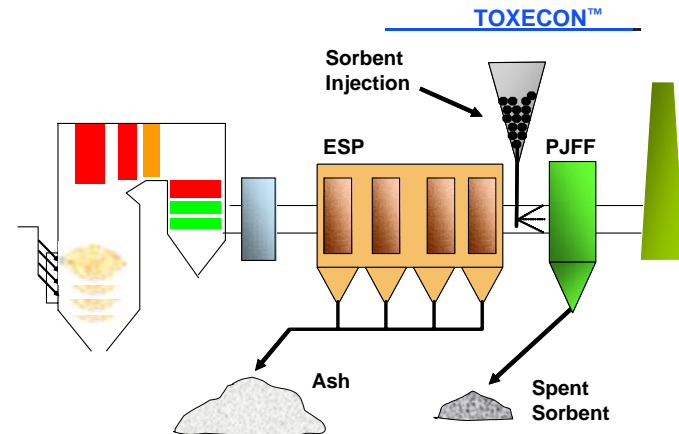 TOXECON™
Sorbent
Injection
ESP
PJFF
Ash
Spent
Sorbent